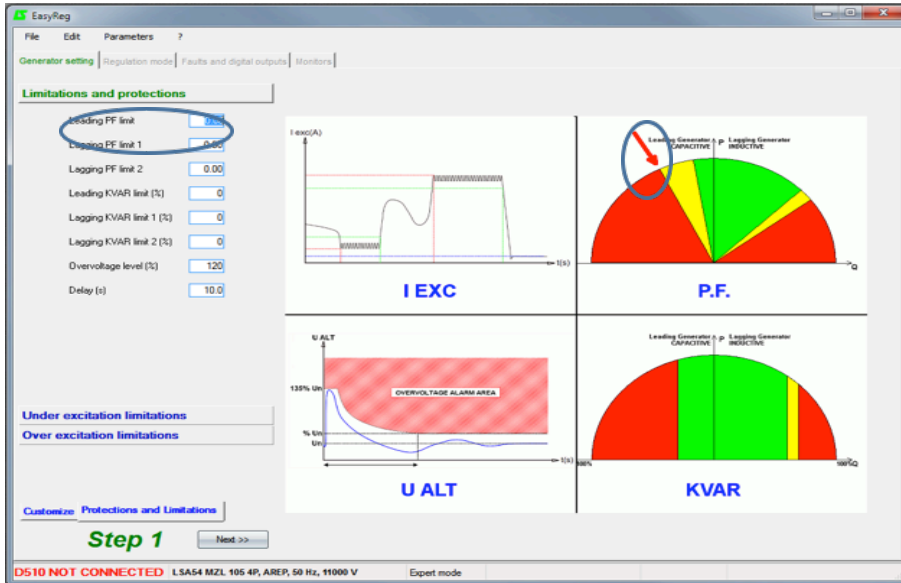 EasyReg
File Edit Parameters ?
Generator setting Regulation mode Faults and digital outputs Monitors
Limitations and protections
Leading PF limit
Lagging PF limit 1 0.00
Lagging PF limit 2 0.00
Leading KVAR limit (%) 0
Lagging KVAR limit 1 (%) 0
Lagging KVAR limit 2 (%) 0
Overvoltage level (%) 120
Delay (s) 10.0
Under excitation limitations
Over excitation limitations
Customize Protections and Limitations
Step 1 Next >>
I exc(A)
t(s)
I EXC
Leading Generator P Lagging Generator
CAPACITIVE INDUCTIVE
Q
P.F.
U ALT
135% Un
OVERVOLTAGE ALARM AREA
% Un
Un
t(s)
U ALT
Leading Generator P Lagging Generator
CAPACITIVE INDUCTIVE
100% 100% Q
KVAR
D510 NOT CONNECTED LSA54 MZL 105 4P, AREP, 50 Hz, 11000 V Expert mode